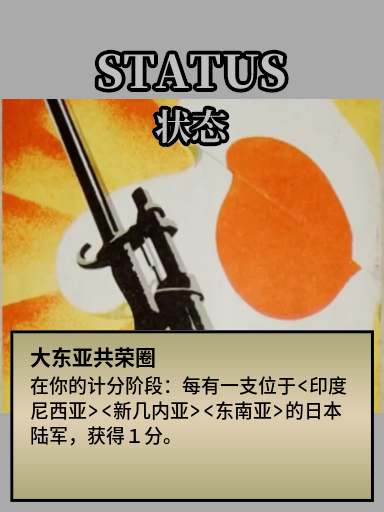 STATUS
状态
大东亚共荣圈
在你的计分阶段：每有一支位于<印度
尼西亚><新几内亚><东南亚>的日本
陆军，获得１分。